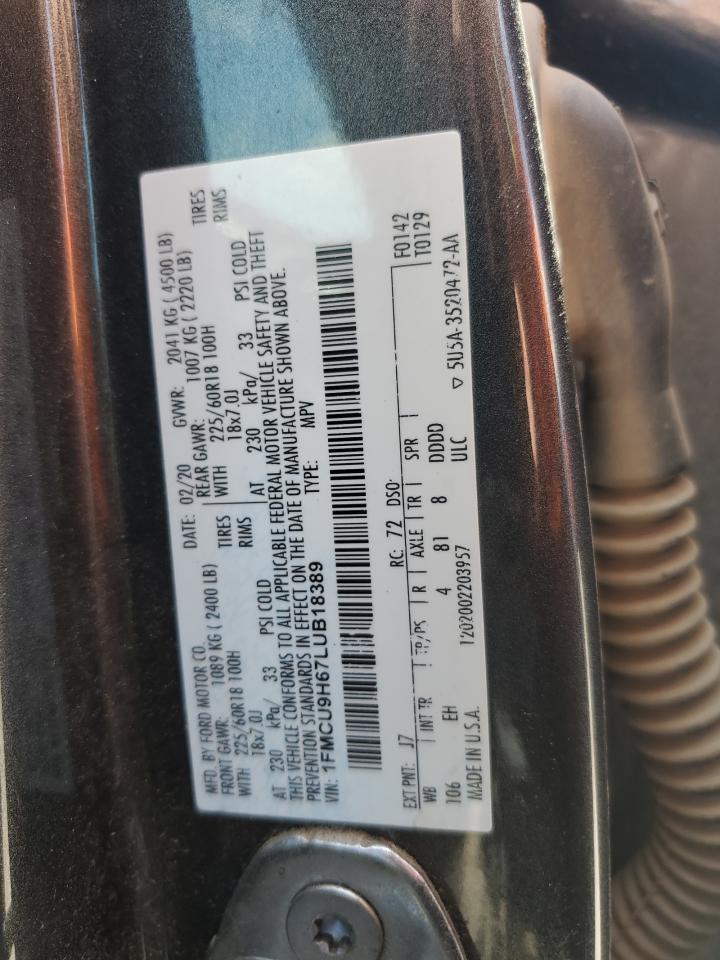 MFD. BY FORD MOTOR CO. DATE: 02/20 GVWR: 2041 KG ( 4500 LB)
FRONT GAWR: 1089 KG ( 2400 LB) REAR GAWR: 1007 KG ( 2220 LB)
WITH 225/60R18 100H TIRES WITH 225/60R18 100H TIRES
18x7.0J RIMS 18x7.0J RIMS
AT 230 kPa/ 33 PSI COLD AT 230 kPa/ 33 PSI COLD
THIS VEHICLE CONFORMS TO ALL APPLICABLE FEDERAL MOTOR VEHICLE SAFETY AND THEFT
PREVENTION STANDARDS IN EFFECT ON THE DATE OF MANUFACTURE SHOWN ABOVE.
VIN: 1FMCU9H67LUB18389 TYPE: MPV
F0142
T0129
EXT PNT: J7 RC: 72 DSO:
WB INT TR TP/PS R AXLE TR SPR
106 EH 4 81 8 DDDD
MADE IN U.S.A. 1202002203957 ULC
▽ 5U5A-3520472-AA